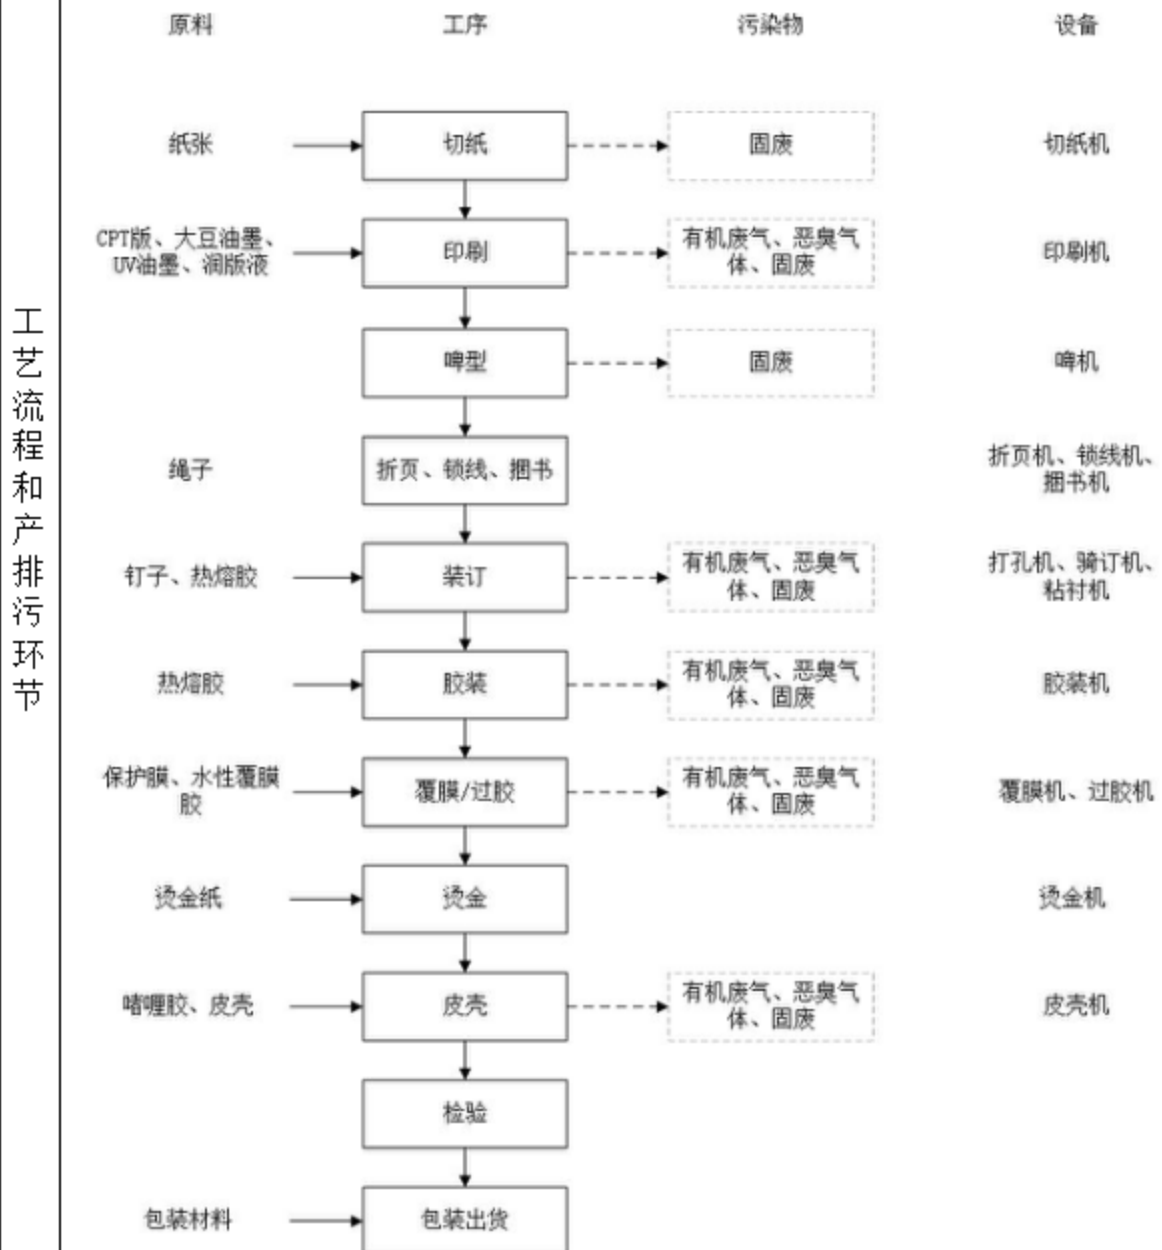 工艺流程和产排污环节
原料 工序 污染物 设备
纸张 切纸 固废 切纸机
CPT版、大豆油墨、
UV油墨、润版液
印刷
有机废气、恶臭气
体、固废
印刷机
啤型 固废 啤机
绳子 折页、锁线、捆书
折页机、锁线机、
捆书机
钉子、热熔胶 装订
有机废气、恶臭气
体、固废
打孔机、骑订机、
粘衬机
热熔胶 胶装
有机废气、恶臭气
体、固废
胶装机
保护膜、水性覆膜
胶
覆膜/过胶
有机废气、恶臭气
体、固废
覆膜机、过胶机
烫金纸 烫金 烫金机
啫喱胶、皮壳 皮壳
有机废气、恶臭气
体、固废
皮壳机
检验
包装材料 包装出货